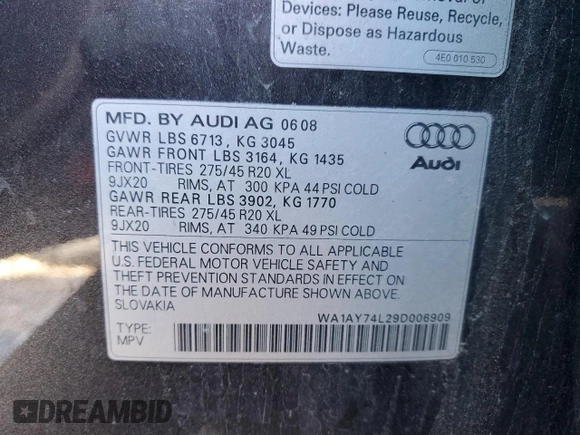 Devices: Please Reuse, Recycle,
or Dispose as Hazardous
Waste.
4E0 010 530
MFD. BY AUDI AG 0608
GVWR LBS 6713, KG 3045
GAWR FRONT LBS 3164, KG 1435
FRONT-TIRES 275/45 R20 XL
9JX20 RIMS, AT 300 KPA 44 PSI COLD
GAWR REAR LBS 3902, KG 1770
REAR-TIRES 275/45 R20 XL
9JX20 RIMS, AT 340 KPA 49 PSI COLD
Audi
THIS VEHICLE CONFORMS TO ALL APPLICABLE
U.S. FEDERAL MOTOR VEHICLE SAFETY AND
THEFT PREVENTION STANDARDS IN EFFECT ON
THE DATE OF MANUFACTURE SHOWN ABOVE.
SLOVAKIA
WA1AY74L29D006909
TYPE:
MPV
DREAMBID